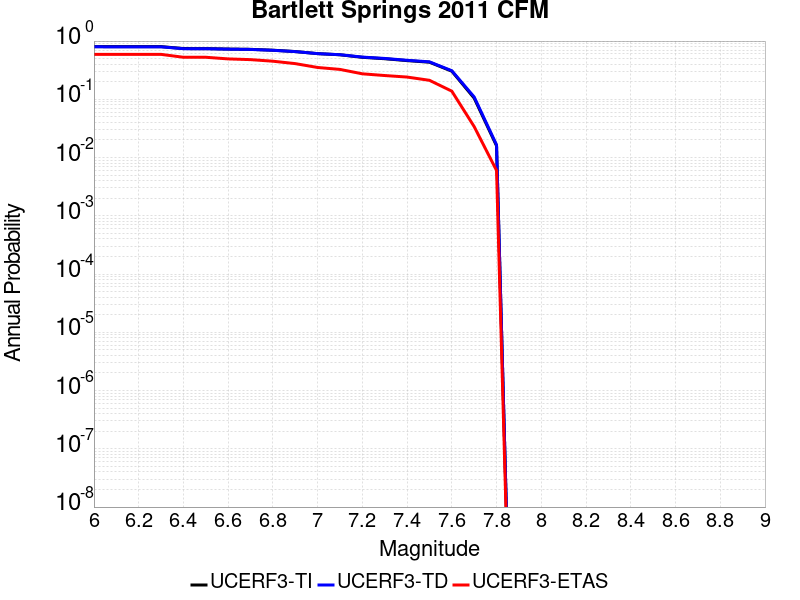 Bartlett Springs 2011 CFM
10^0
10^-1
10^-2
10^-3
10^-4
10^-5
10^-6
10^-7
10^-8
Annual Probability
6 6.2 6.4 6.6 6.8 7 7.2 7.4 7.6 7.8 8 8.2 8.4 8.6 8.8 9
Magnitude
UCERF3-TI UCERF3-TD UCERF3-ETAS